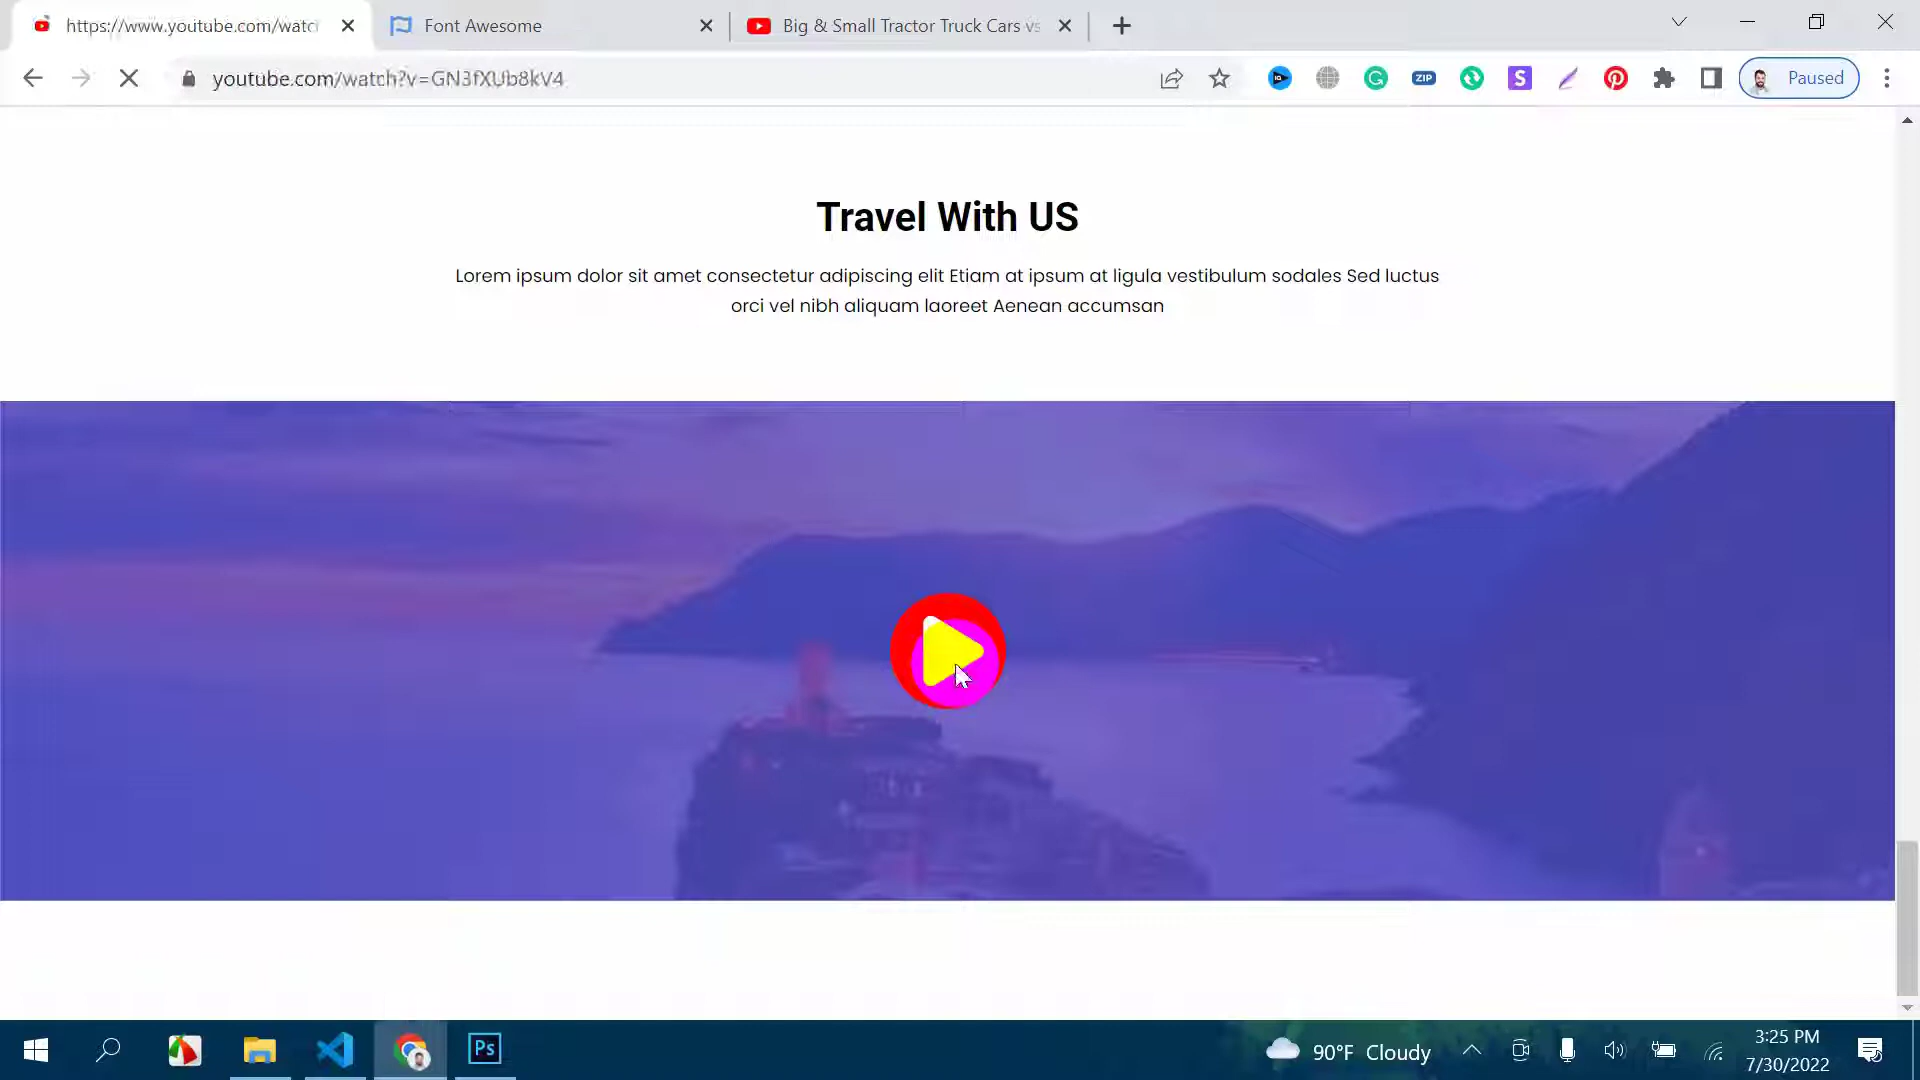 https://www.youtube.com/watc
Font Awesome
Big & Small Tractor Truck Cars vs
youtube.com/watch?v=GN3fXUb8kV4
IQ
ZIP
S
Paused
Travel With US
Lorem ipsum dolor sit amet consectetur adipiscing elit Etiam at ipsum at ligula vestibulum sodales Sed luctus
orci vel nibh aliquam laoreet Aenean accumsan
Ps
90°F Cloudy
3:25 PM
7/30/2022